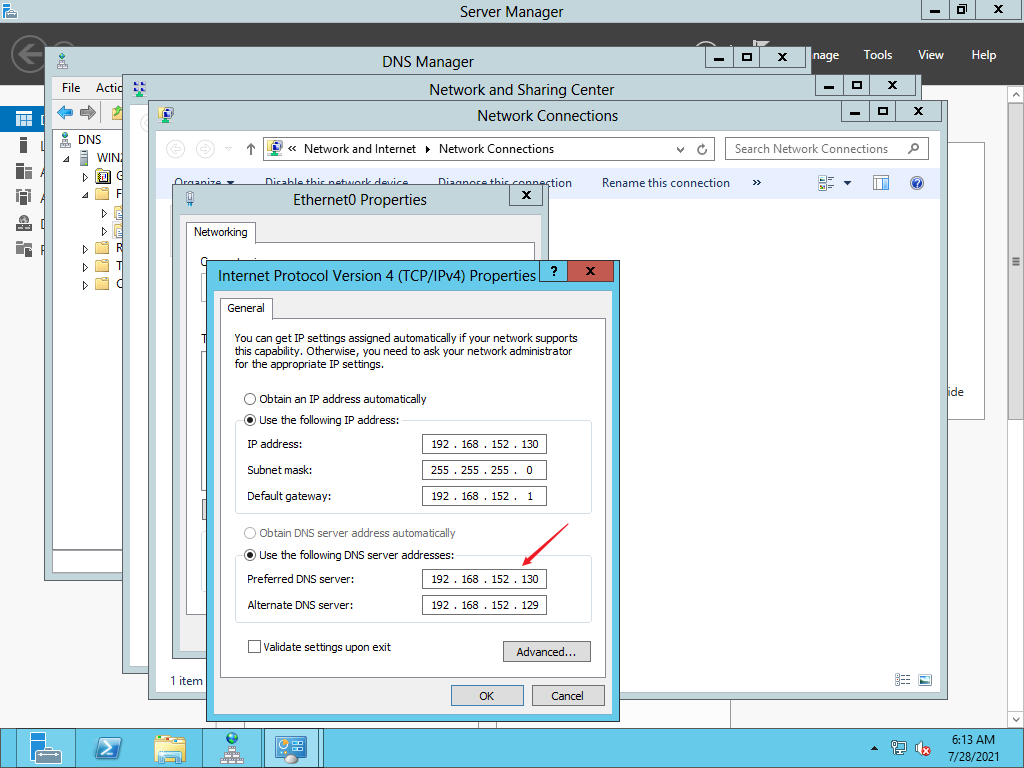 Server Manager
DNS Manager
nage Tools View Help
File Actio
Network and Sharing Center
Network Connections
Network and Internet Network Connections
Search Network Connections
DNS
WIN2
Organize Disable this network device Diagnose this connection Rename this connection »
Ethernet0 Properties
Networking
Internet Protocol Version 4 (TCP/IPv4) Properties
General
You can get IP settings assigned automatically if your network supports
this capability. Otherwise, you need to ask your network administrator
for the appropriate IP settings.
Obtain an IP address automatically
Use the following IP address:
IP address: 192 . 168 . 152 . 130
Subnet mask: 255 . 255 . 255 . 0
Default gateway: 192 . 168 . 152 . 1
Obtain DNS server address automatically
Use the following DNS server addresses:
Preferred DNS server: 192 . 168 . 152 . 130
Alternate DNS server: 192 . 168 . 152 . 129
Validate settings upon exit
Advanced...
OK Cancel
1 item
ide
6:13 AM
7/28/2021